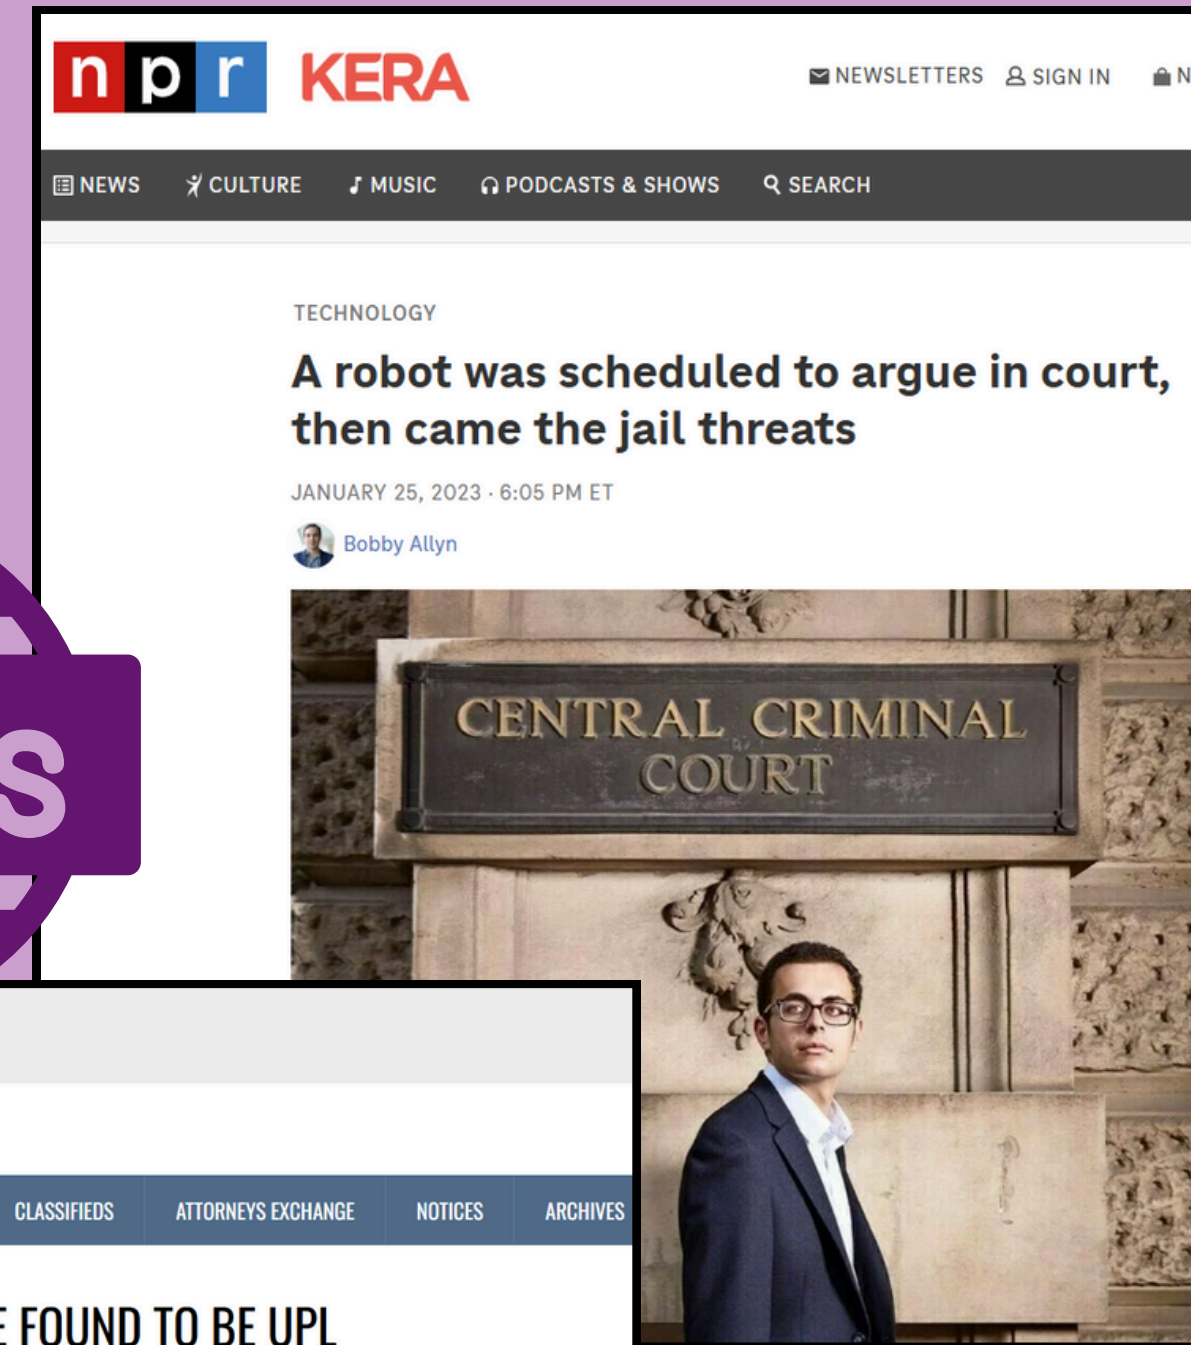 npr KERA NEWSLETTERS SIGN IN N
NEWS CULTURE MUSIC PODCASTS & SHOWS SEARCH
TECHNOLOGY
A robot was scheduled to argue in court,
then came the jail threats
JANUARY 25, 2023 · 6:05 PM ET
Bobby Allyn
CENTRAL CRIMINAL
COURT
S
CLASSIFIEDS ATTORNEYS EXCHANGE NOTICES ARCHIVES
E FOUND TO BE UPL